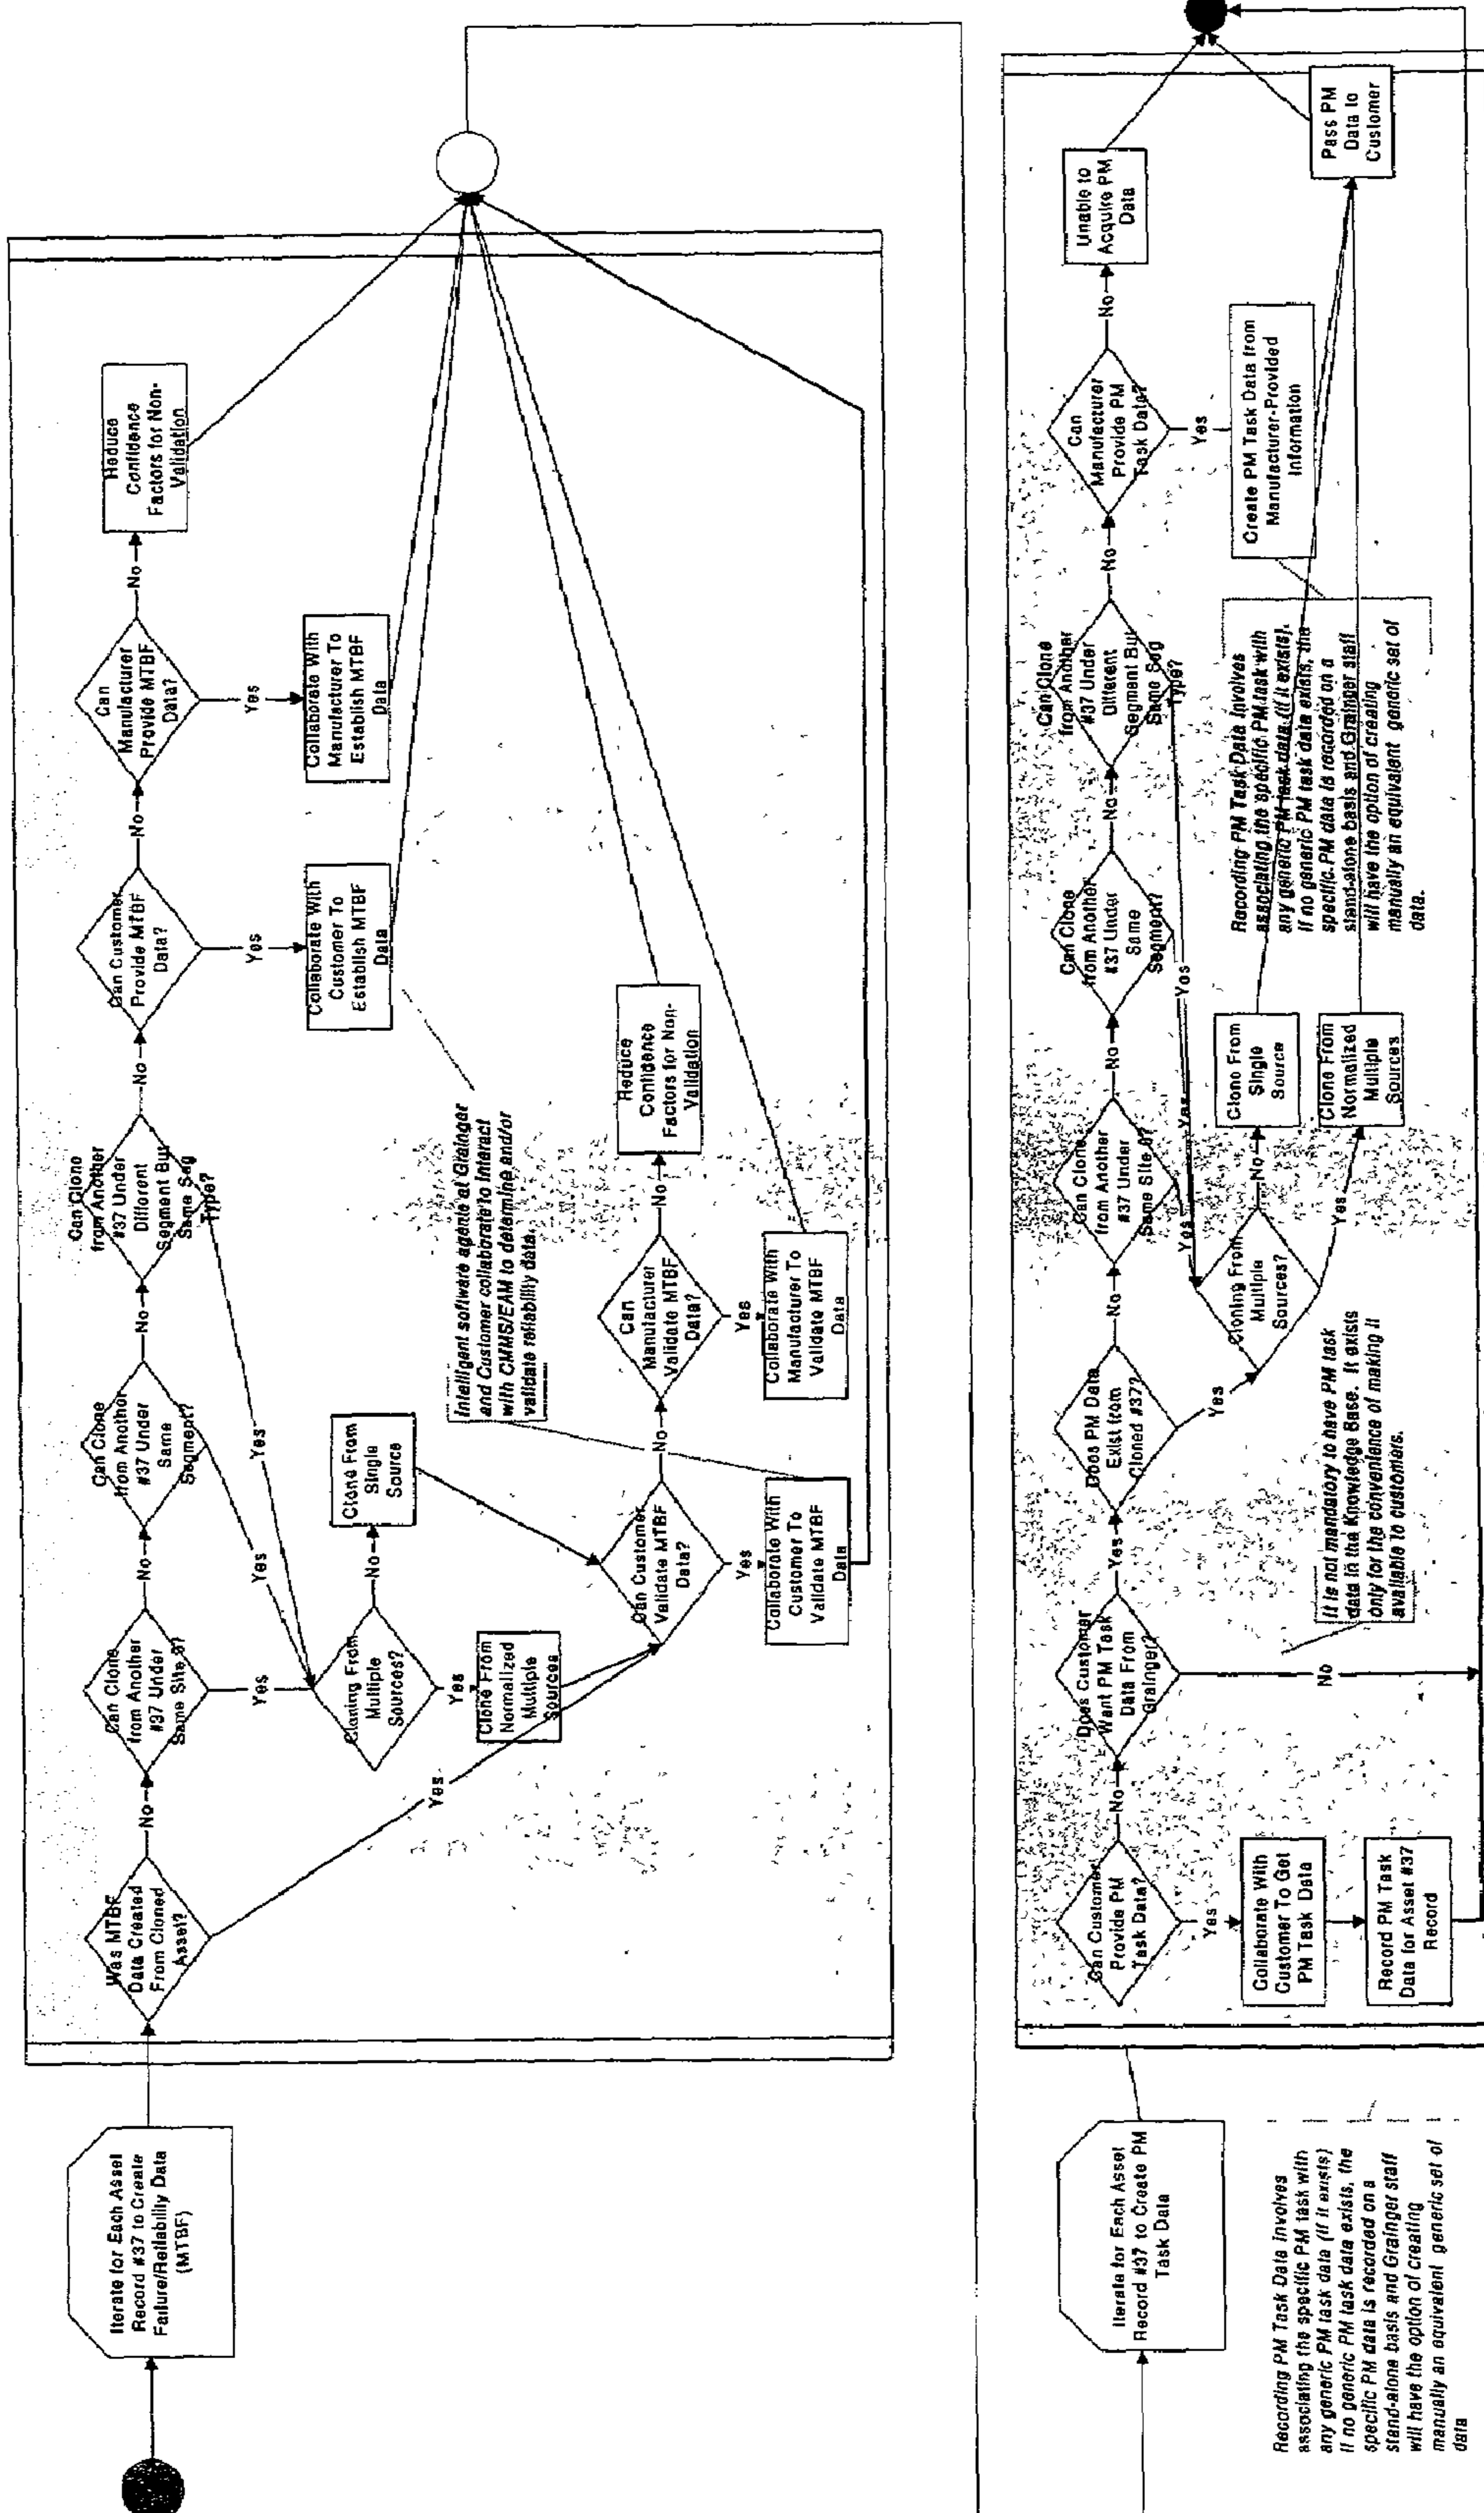 Iterate for Each Asset
Record #37 to Create
Failure/Reliability Data
(MTBF)
Was MTBF
Data Created
From Cloned
Asset?
No
Yes
Can Clone
from Another
#37 Under
Same Site
Yes
No
Can Clone
from Another
#37 Under
Same
Segment?
Yes
No
Can Clone
from Another
#37 Under
Different
Segment But
Same Seg
Type?
Yes
No
Can Customer
Provide MTBF
Data?
Yes
No
Can
Manufacturer
Provide MTBF
Data?
Yes
No
Reduce
Confidence
Factors for Non-
Validation
Collaborate With
Customer To
Establish MTBF
Data
Collaborate With
Manufacturer To
Establish MTBF
Data
Cloning From
Multiple
Sources?
No
Yes
Clone From
Single
Source
Clone From
Normalized
Multiple
Sources
Intelligent software agents at Grainger
and Customer collaborate to interact
with CMMS/EAM to determine and/or
validate reliability data.
Can Customer
Validate MTBF
Data?
No
Yes
Collaborate With
Customer To
Validate MTBF
Data
Can
Manufacturer
Validate MTBF
Data?
No
Yes
Collaborate With
Manufacturer To
Validate MTBF
Data
Reduce
Confidence
Factors for Non-
Validation
Iterate for Each Asset
Record #37 to Create PM
Task Data
Recording PM Task Data involves
associating the specific PM task with
any generic PM task data (if it exists)
If no generic PM task data exists, the
specific PM data is recorded on a
stand-alone basis and Grainger staff
will have the option of creating
manually an equivalent generic set of
data
Can Customer
Provide PM
Task Data?
No
Yes
Collaborate With
Customer To Get
PM Task Data
Record PM Task
Data for Asset #37
Record
Does Customer
Want PM Task
Data From
Grainger?
Yes
No
It is not mandatory to have PM task
data in the Knowledge Base. It exists
only for the convenience of making it
available to customers.
Does PM Data
Exist from
Cloned #37?
No
Yes
Can Clone
from Another
#37 Under
Same Site
No
Yes
Can Clone
from Another
#37 Under
Same
Segment?
No
Yes
Can Clone
from Another
#37 Under
Different
Segment But
Same Seg
Type?
No
Yes
Cloning From
Multiple
Sources?
No
Yes
Clone From
Single
Source
Clone From
Normalized
Multiple
Sources
Can
Manufacturer
Provide PM
Task Data?
No
Yes
Create PM Task Data from
Manufacturer-Provided
Information
Recording PM Task Data involves
associating the specific PM task with
any generic PM task data (if it exists).
If no generic PM task data exists, the
specific PM data is recorded on a
stand-alone basis and Grainger staff
will have the option of creating
manually an equivalent generic set of
data.
Unable to
Acquire PM
Data
Pass PM
Data to
Customer